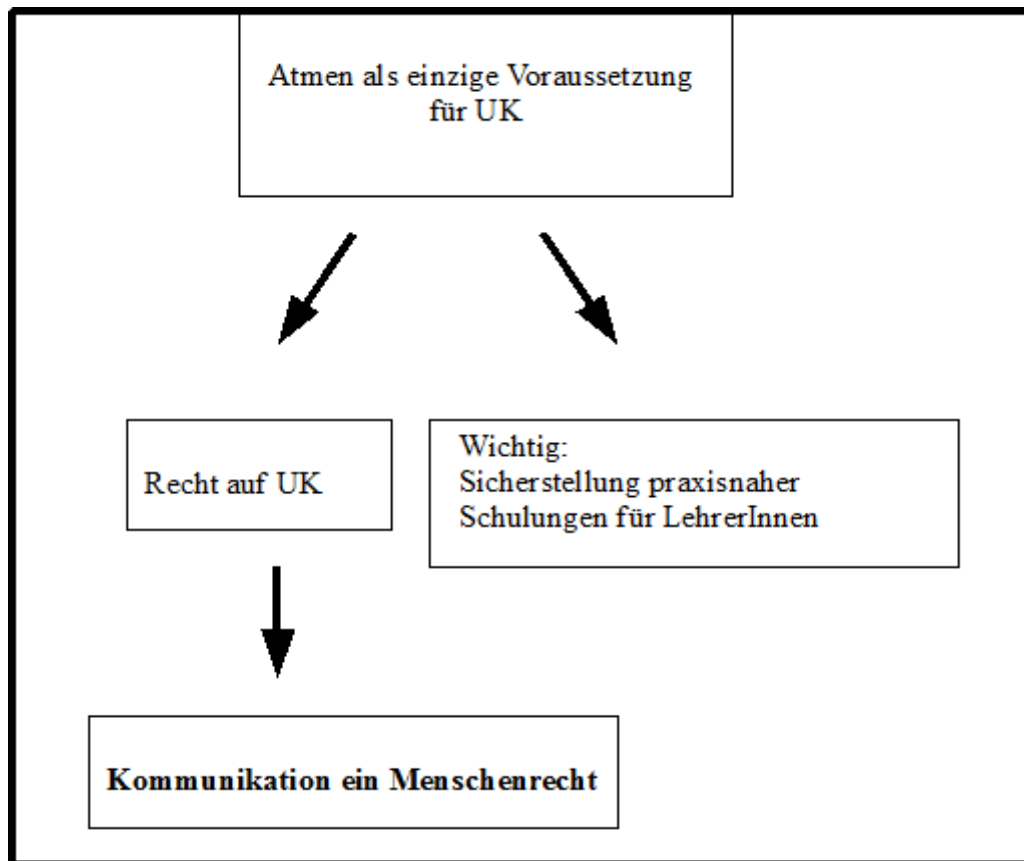 Atmen als einzige Voraussetzung
für UK
Recht auf UK
Wichtig:
Sicherstellung praxisnaher
Schulungen für LehrerInnen
Kommunikation ein Menschenrecht